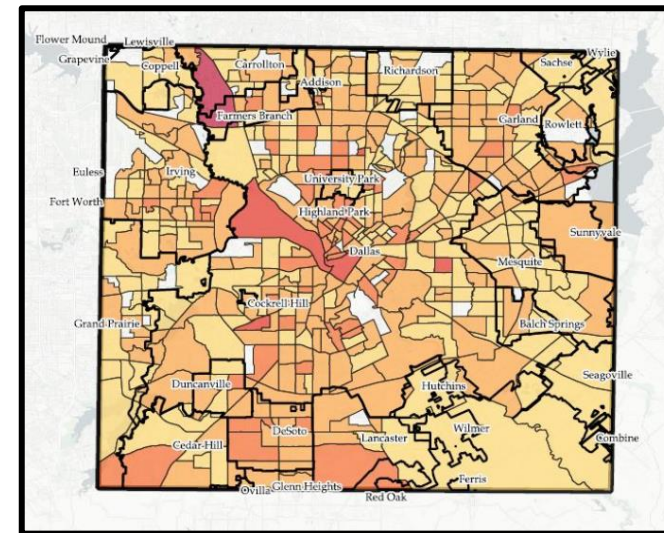 Flower Mound
Lewisville
Wylie
Grapevine
Coppell
Carrollton
Richardson
Sachse
Addison
Farmers Branch
Garland
Rowlett
Euless
Irving
University Park
Fort Worth
Highland Park
Sunnyvale
Dallas
Mesquite
Cockrell Hill
Grand Prairie
Balch Springs
Seagoville
Duncanville
Hutchins
DeSoto
Wilmer
Lancaster
Combine
Cedar Hill
Ferris
Ovilla
Glenn Heights
Red Oak